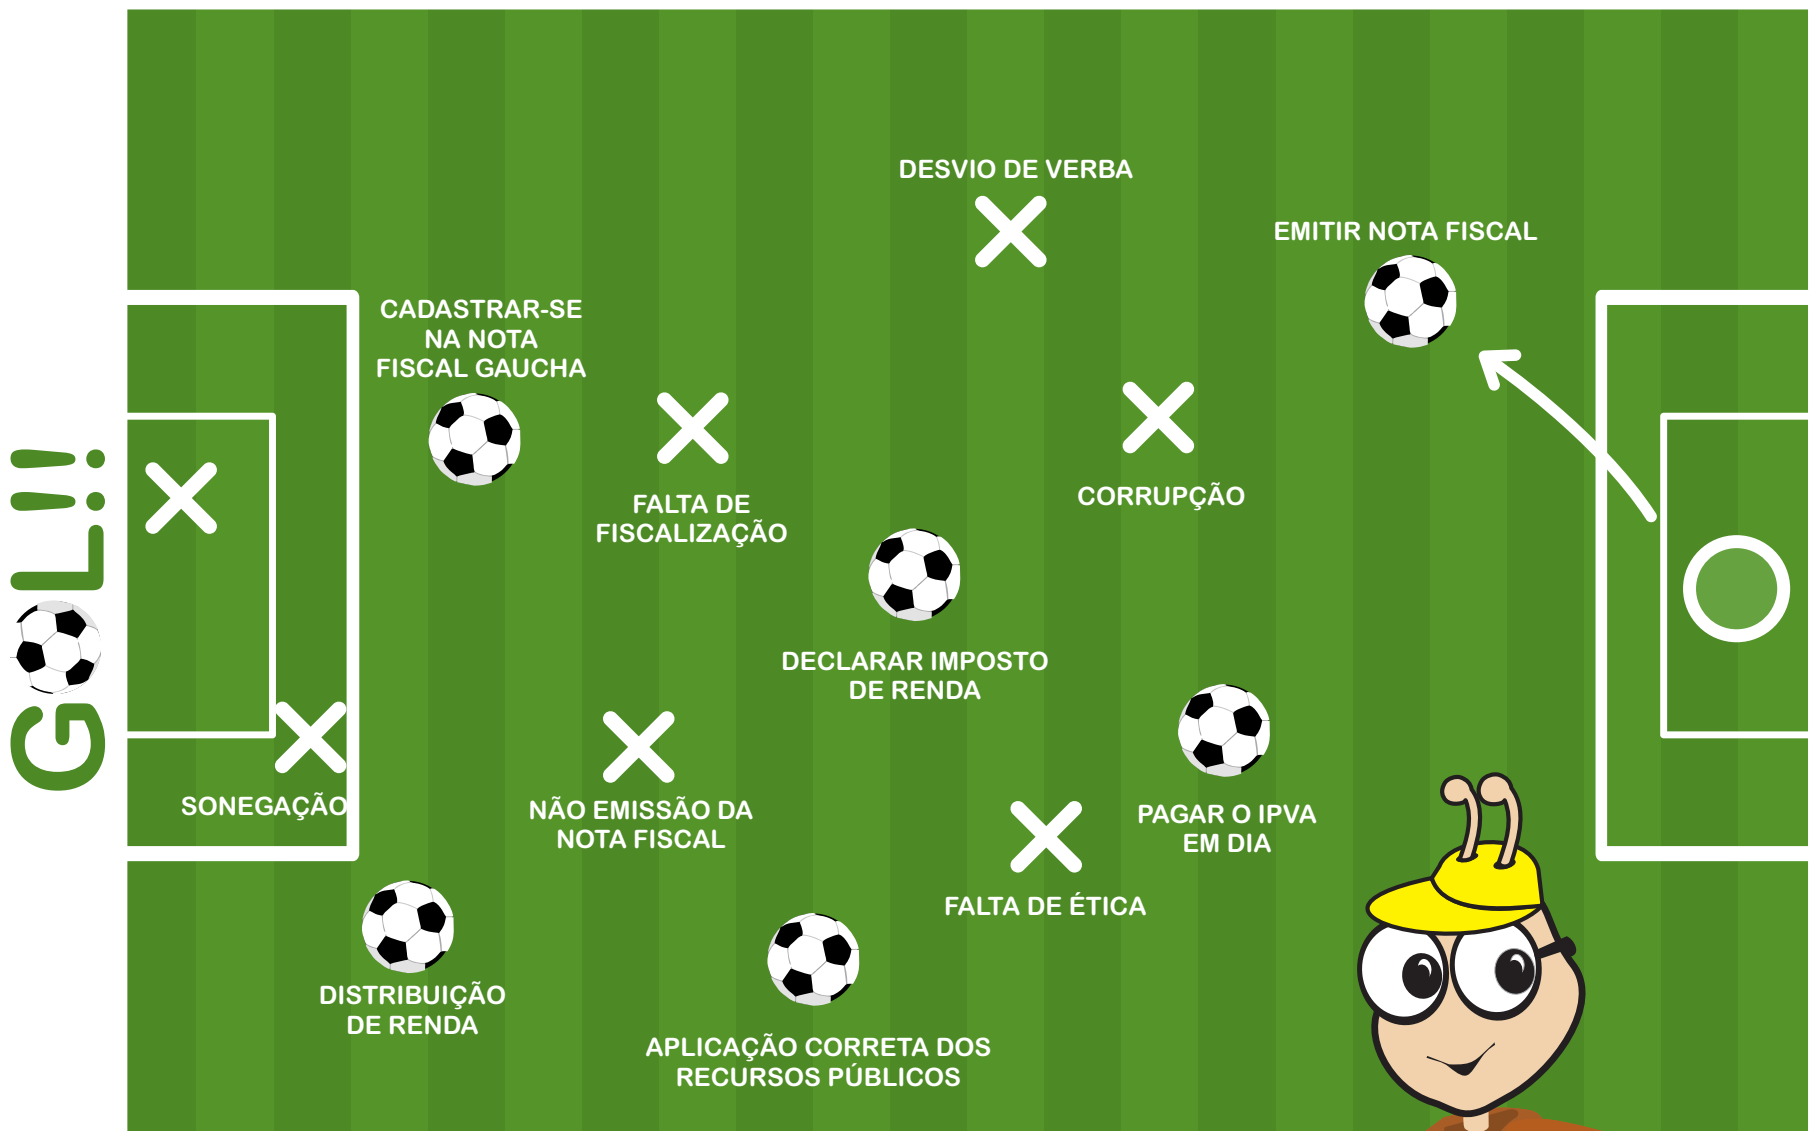 DESVIO DE VERBA
EMITIR NOTA FISCAL
CADASTRAR-SE
NA NOTA
FISCAL GAUCHA
FALTA DE
FISCALIZAÇÃO
CORRUPÇÃO
GOL!!
DECLARAR IMPOSTO
DE RENDA
SONEGAÇÃO
NÃO EMISSÃO DA
NOTA FISCAL
PAGAR O IPVA
EM DIA
FALTA DE ÉTICA
DISTRIBUIÇÃO
DE RENDA
APLICAÇÃO CORRETA DOS
RECURSOS PÚBLICOS